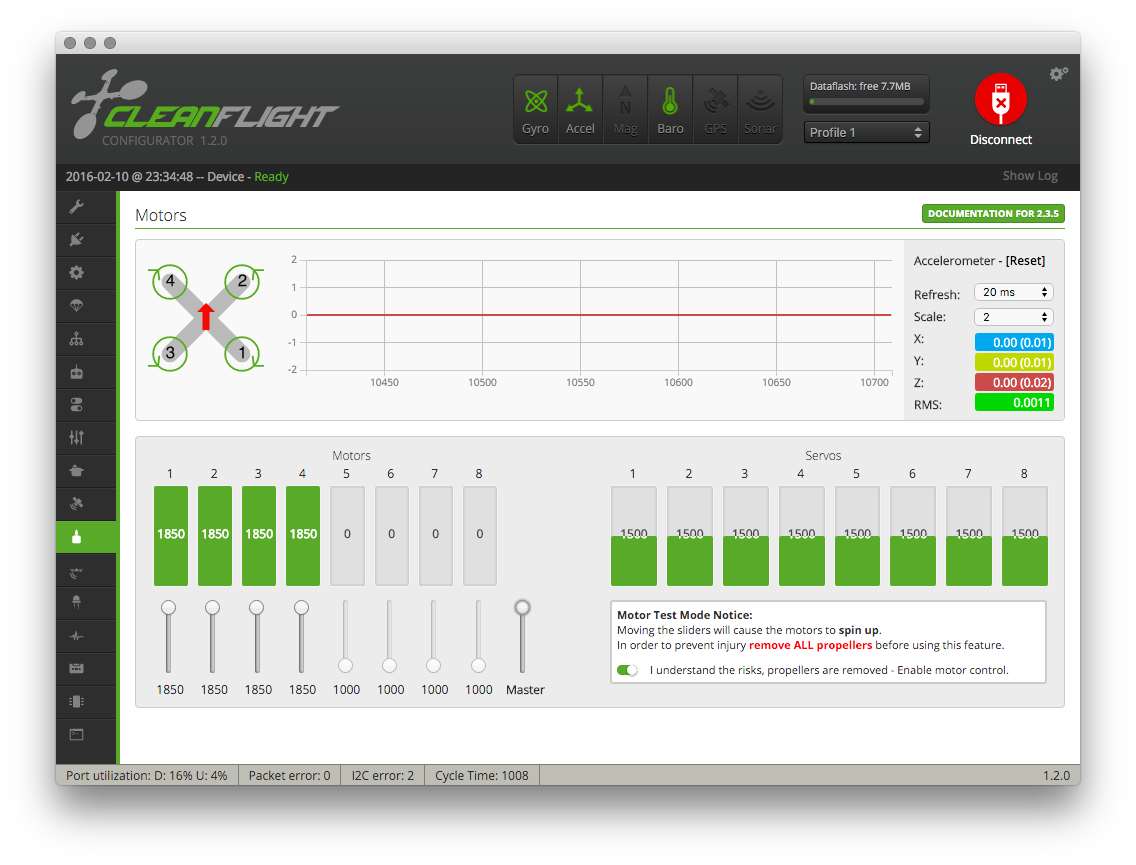 CLEANFLIGHT
CONFIGURATOR 1.2.0
Gyro Accel Mag Baro GPS Sonar
Dataflash: free 7.7MB
Profile 1
Disconnect
2016-02-10 @ 23:34:48 -- Device - Ready
Show Log
Motors
DOCUMENTATION FOR 2.3.5
4 2
3 1
2
1
0
-1
-2
10450 10500 10550 10600 10650 10700
Accelerometer - [Reset]
Refresh: 20 ms
Scale: 2
X: 0.00 (0.01)
Y: 0.00 (0.01)
Z: 0.00 (0.02)
RMS: 0.0011
Motors
1 2 3 4 5 6 7 8
1850 1850 1850 1850 0 0 0 0
1850 1850 1850 1850 1000 1000 1000 1000 Master
Servos
1 2 3 4 5 6 7 8
1500 1500 1500 1500 1500 1500 1500 1500
Motor Test Mode Notice:
Moving the sliders will cause the motors to spin up.
In order to prevent injury remove ALL propellers before using this feature.
I understand the risks, propellers are removed - Enable motor control.
Port utilization: D: 16% U: 4% Packet error: 0 I2C error: 2 Cycle Time: 1008 1.2.0